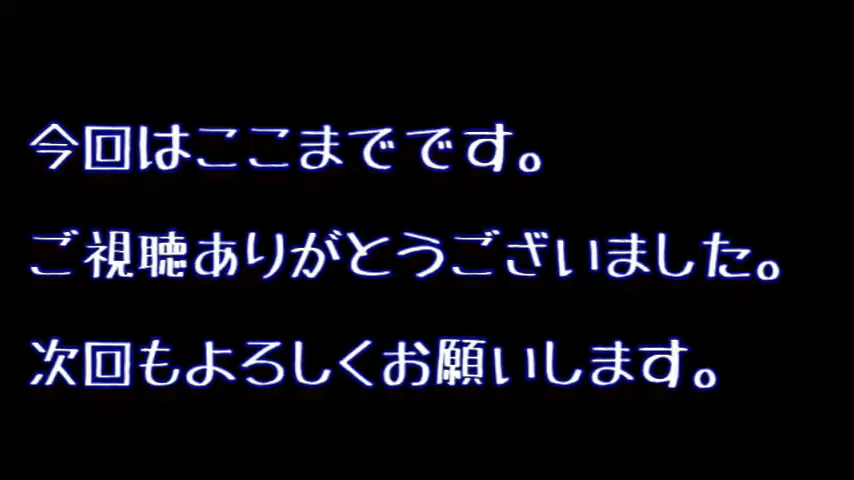 今回はここまでです。
ご視聴ありがとうございました。
次回もよろしくお願いします。